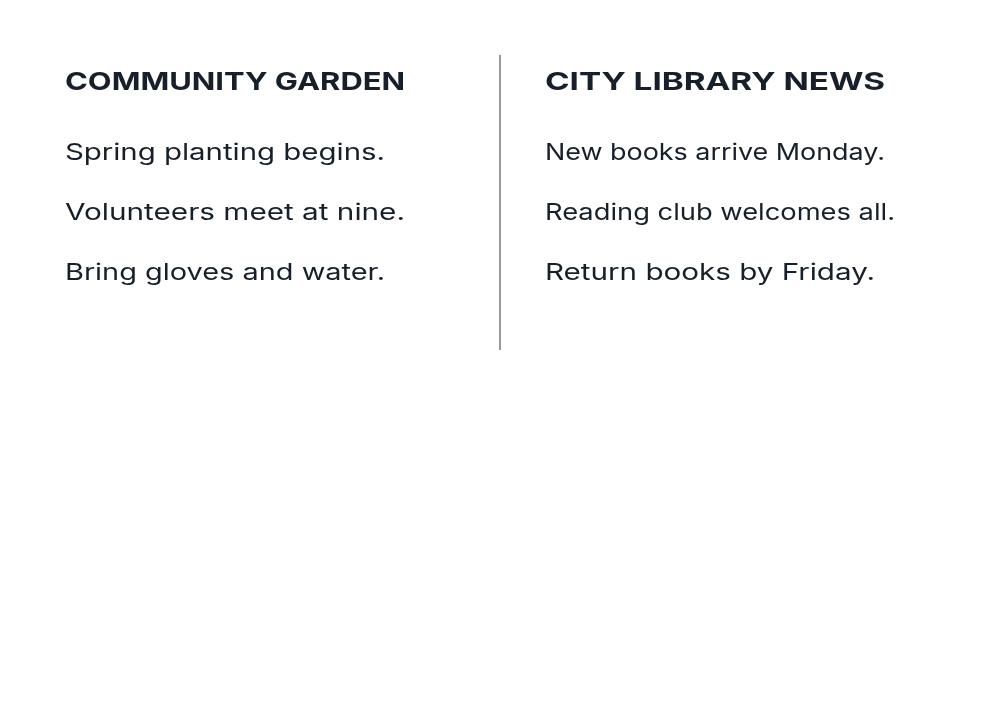 COMMUNITY GARDEN
Spring planting begins.
Volunteers meet at nine.
Bring gloves and water.
CITY LIBRARY NEWS
New books arrive Monday.
Reading club welcomes all.
Return books by Friday.